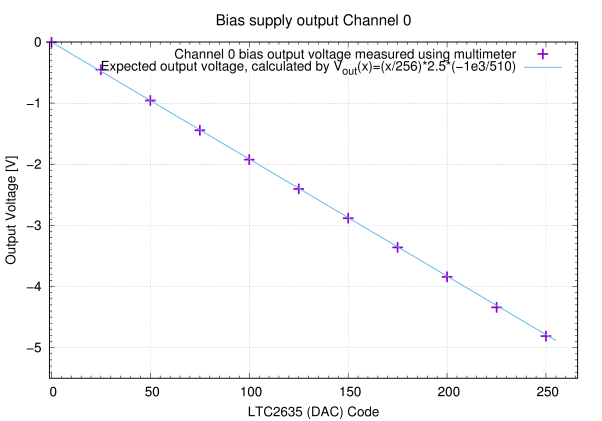 Bias supply output Channel 0
Channel 0 bias output voltage measured using multimeter
Expected output voltage, calculated by Vout(x)=(x/256)*2.5*(−1e3/510)
0
−1
−2
−3
−4
−5
Output Voltage [V]
0 50 100 150 200 250
LTC2635 (DAC) Code